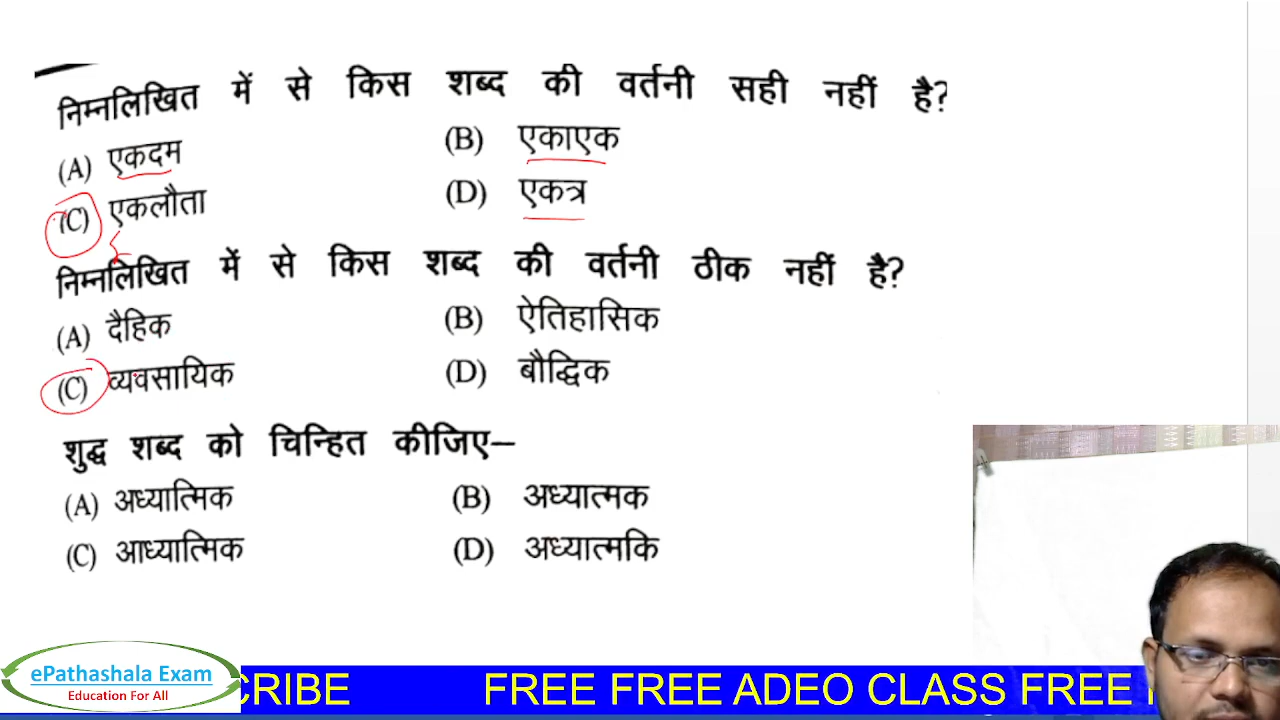 निम्नलिखित में से किस शब्द की वर्तनी सही नहीं है?
(A) एकदम (B) एकाएक
(C) एकलौता (D) एकत्र
निम्नलिखित में से किस शब्द की वर्तनी ठीक नहीं है?
(A) दैहिक (B) ऐतिहासिक
(C) व्यवसायिक (D) बौद्धिक
शुद्ध शब्द को चिन्हित कीजिए–
(A) अध्यात्मिक (B) अध्यात्मक
(C) आध्यात्मिक (D) अध्यात्मकि
ePathashala Exam
Education For All
CRIBE FREE FREE ADEO CLASS FREE